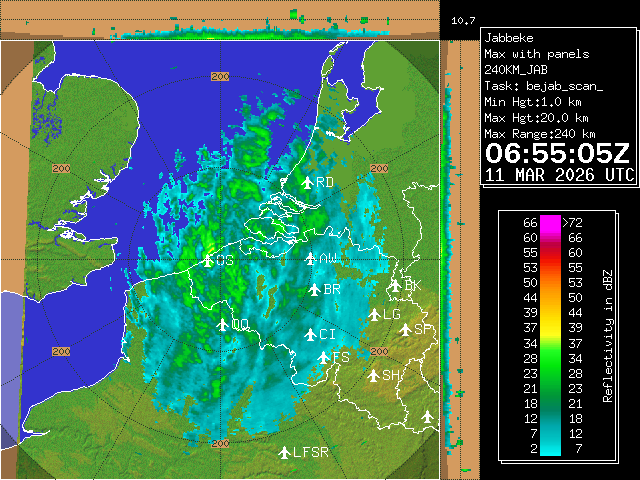 10.7
Jabbeke
Max with panels
240KM_JAB
Task: bejab_scan_
Min Hgt:1.0 km
Max Hgt:20.0 km
Max Range:240 km
06:55:05Z
11 MAR 2026 UTC
200
200
200
RD
OS
AW
BR
BK
LG
OO
CI
SP
200
FS
200
SH
200
LFSR
66 >72
60 66
55 60
53 55
50 53
44 50
40 44
37 40
34 37
28 34
23 28
21 23
18 21
12 18
7 12
2 7
Reflectivity in dBZ